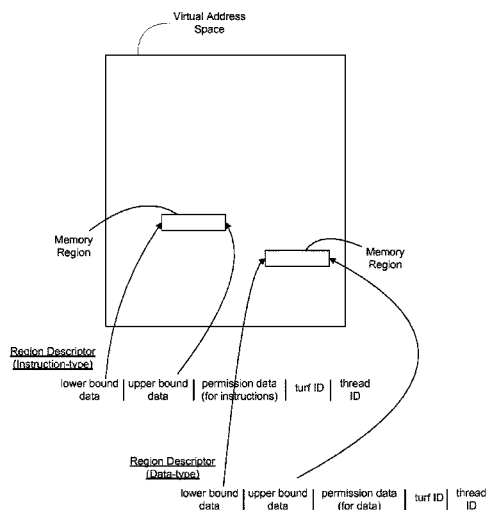 Virtual Address
Space
Memory
Region
Memory
Region
Region Descriptor
(Instruction-type)
lower bound data
upper bound data
permission data (for instructions)
turf ID
thread ID
Region Descriptor
(Data-type)
lower bound data
upper bound data
permission data (for data)
turf ID
thread ID